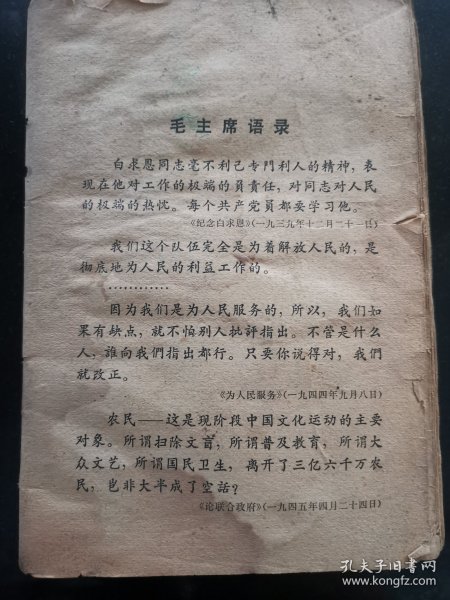 毛主席语录
白求恩同志毫不利己专門利人的精神，表
现在他对工作的极端的負責任，对同志对人民
的极端的热忱。每个共产党員都要学习他。
《纪念白求恩》(一九三九年十二月二十一日)
我们这个队伍完全是为着解放人民的，是
彻底地为人民的利益工作的。
…………
因为我们是为人民服务的，所以，我们如
果有缺点，就不怕别人批評指出。不管是什么
人，誰向我們指出都行。只要你说得对，我們
就改正。
《为人民服务》(一九四四年九月八日)
农民——这是现阶段中国文化运动的主要
对象。所谓扫除文盲，所谓普及教育，所谓大
众文艺，所谓国民卫生，离开了三亿六千万农
民，岂非大半成了空話？
《论联合政府》(一九四五年四月二十四日)
孔夫子旧书网
www.kongfz.com